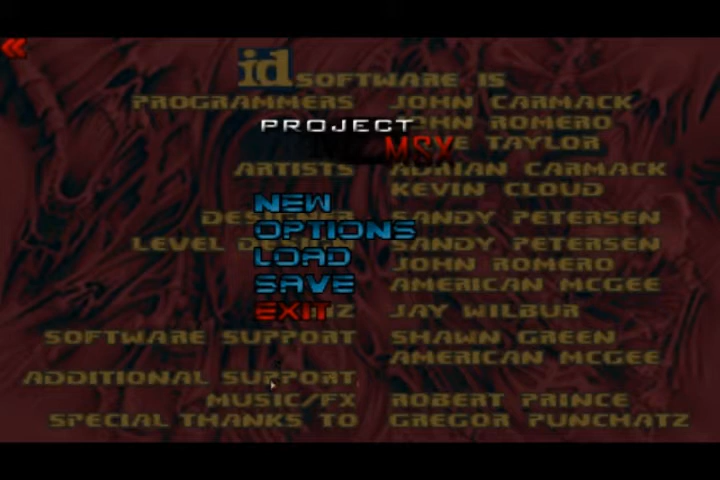 id SOFTWARE IS
PROGRAMMERS JOHN CARMACK
JOHN ROMERO
PROJECT
MSX
TAYLOR
ARTISTS ADRIAN CARMACK
KEVIN CLOUD
NEW
SANDY PETERSEN
OPTIONS
LEVEL SANDY PETERSEN
LOAD
JOHN ROMERO
SAVE
AMERICAN MCGEE
EXIT
JAY WILBUR
SOFTWARE SUPPORT SHAWN GREEN
AMERICAN MCGEE
ADDITIONAL SUPPORT
MUSIC/FX ROBERT PRINCE
SPECIAL THANKS TO GREGOR PUNCHATZ